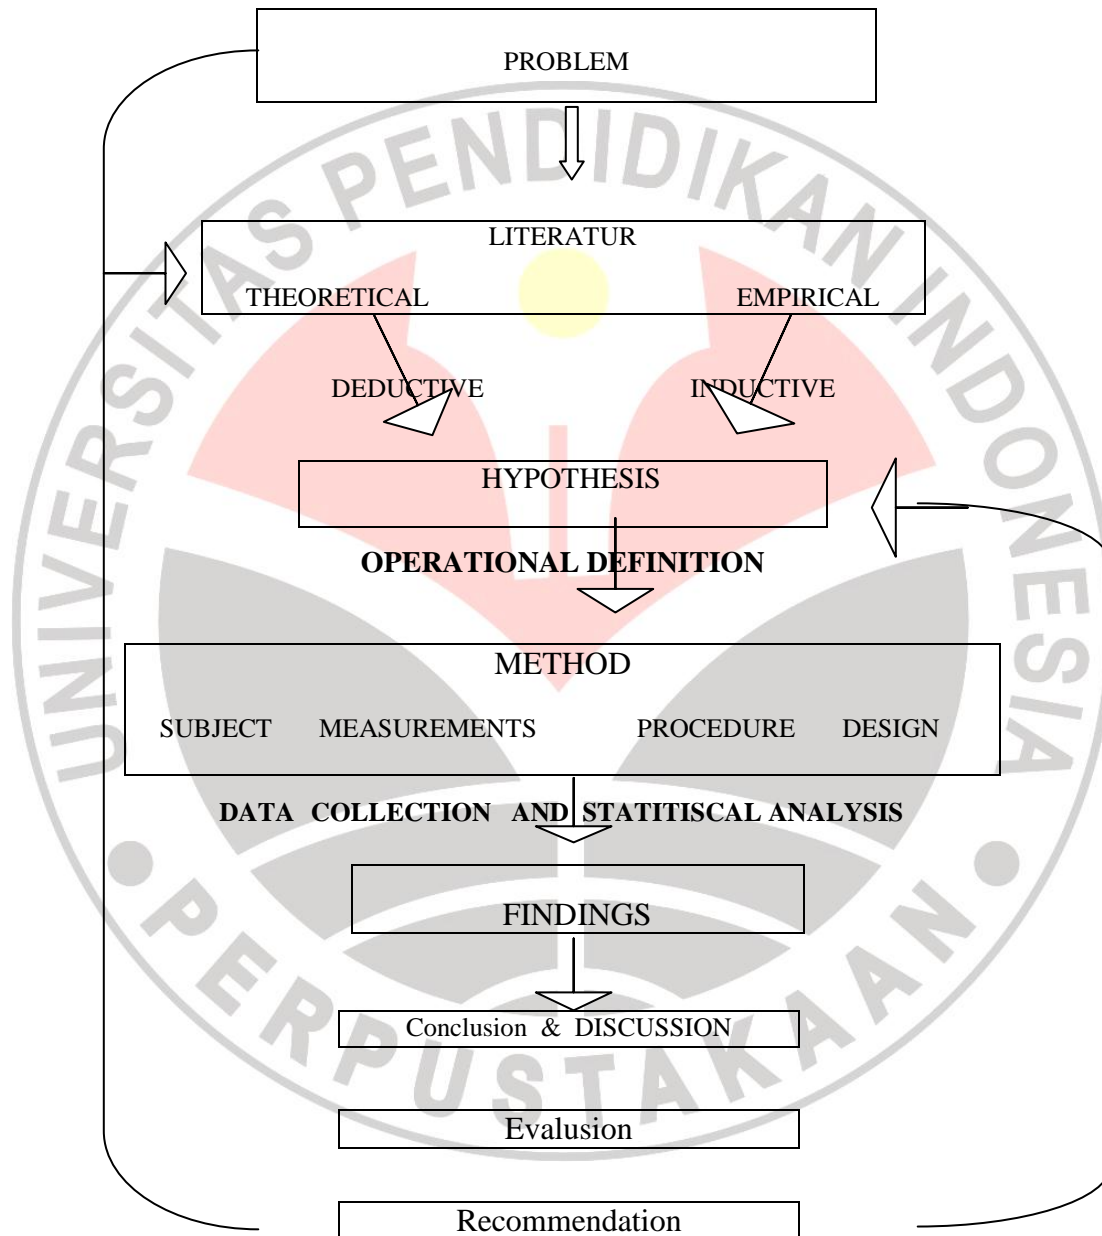 PROBLEM
UNIVERSITAS PENDIDIKAN INDONESIA
LITERATUR
THEORETICAL EMPIRICAL
DEDUCTIVE INDUCTIVE
HYPOTHESIS
OPERATIONAL DEFINITION
METHOD
SUBJECT MEASUREMENTS PROCEDURE DESIGN
DATA COLLECTION AND STATITISCAL ANALYSIS
FINDINGS
Conclusion & DISCUSSION
PERPUSTAKAAN
Evalusion
Recommendation